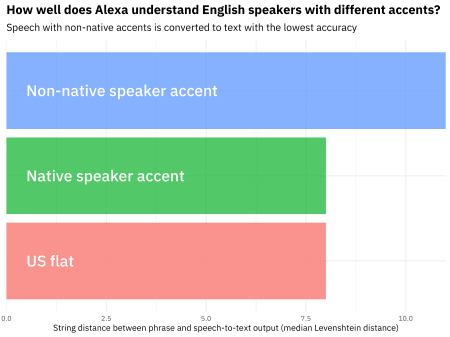 How well does Alexa understand English speakers with different accents?
Speech with non-native accents is converted to text with the lowest accuracy
Non-native speaker accent
Native speaker accent
US flat
0.0 2.5 5.0 7.5 10.0
String distance between phrase and speech-to-text output (median Levenshtein distance)